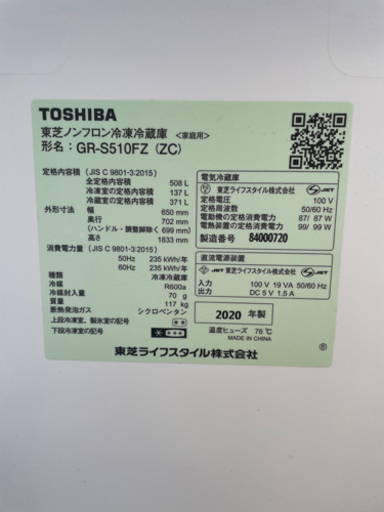 TOSHIBA
東芝ノンフロン冷凍冷蔵庫 <家庭用>
形名：GR-S510FZ (ZC)
定格内容積 (JIS C 9801-3:2015)
全定格内容積 508 L
冷凍室の定格内容積 137 L
冷蔵室の定格内容積 371 L
外形寸法 幅 650 mm
奥行 702 mm
(ハンドル・調整脚除く 699 mm)
高さ 1833 mm
消費電力量 (JIS C 9801-3:2015)
50Hz 235 kWh/年
60Hz 235 kWh/年
種類 冷凍冷蔵庫
冷媒 R600a
冷媒封入量 70 g
質量 117 kg
断熱発泡ガス シクロペンタン
上段冷凍室、製氷室の記号
下段冷凍室の記号
電気冷蔵庫
PS E 東芝ライフスタイル株式会社 S JET
定格電圧 100 V
定格周波数 50/60 Hz
電動機の定格消費電力 87/ 87 W
電熱装置の定格消費電力 99/ 99 W
製造番号 84000720
直流電源装置
JET 東芝ライフスタイル株式会社
入力 100 V 19 VA 50/60 Hz
出力 DC 5 V 1.5 A
2020 年製
温度ヒューズ 76℃
MADE IN CHINA
東芝ライフスタイル株式会社